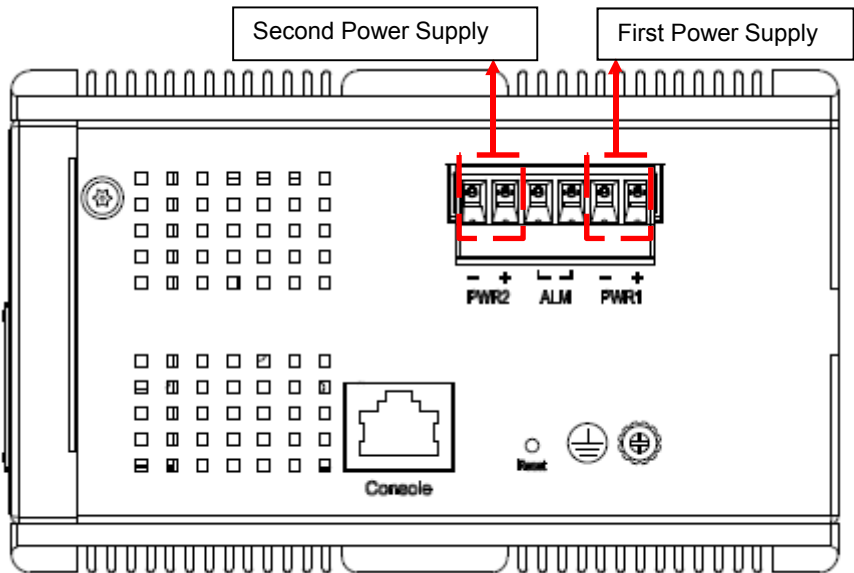 Second Power Supply
First Power Supply
- + - +
PWR2 ALM PWR1
Reset
Console